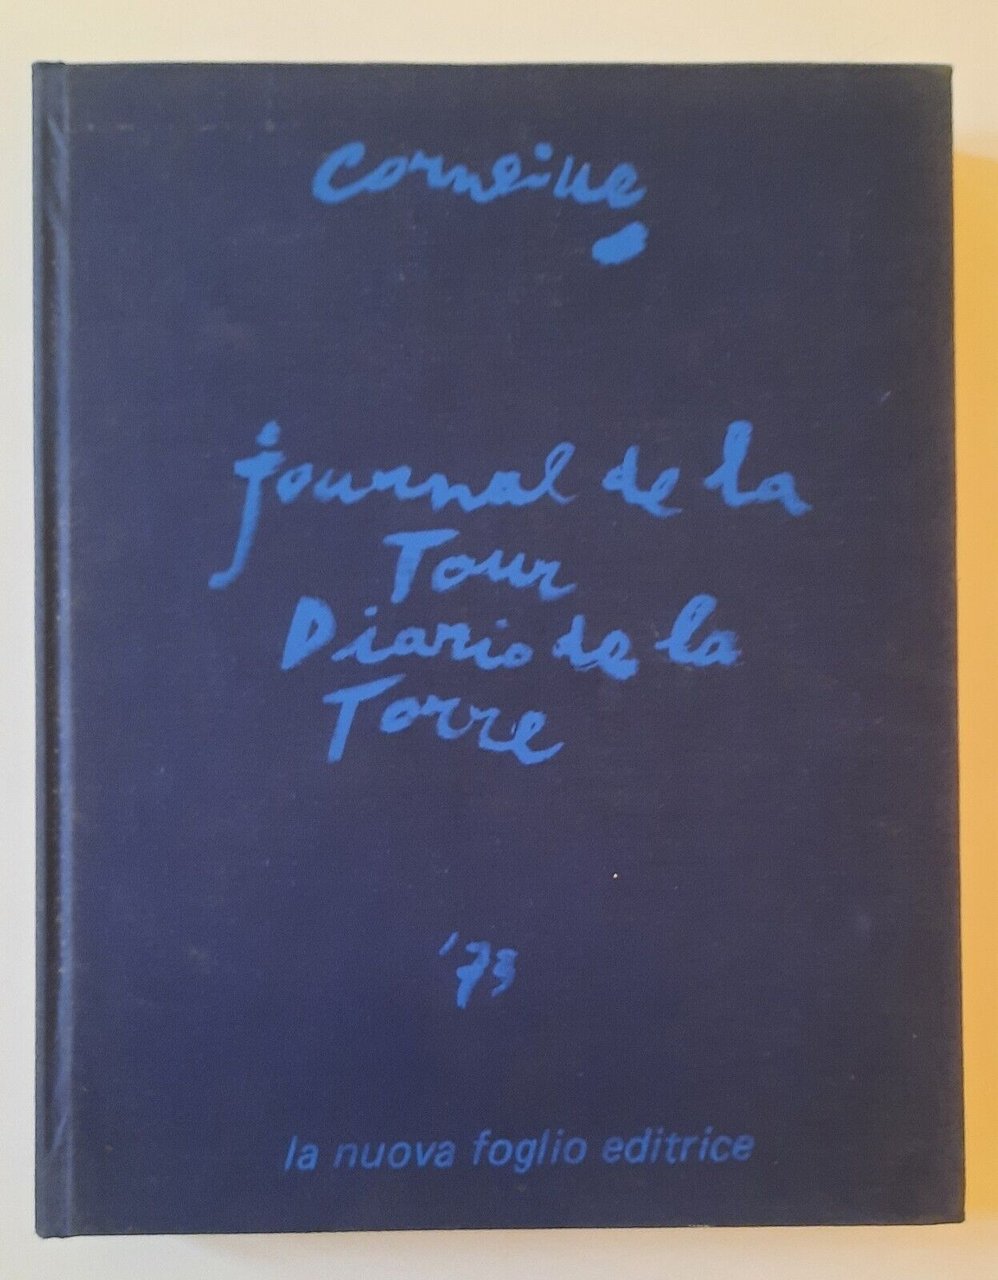 Corneille
journal de la
Tour
Diario de la
Torre
'73
la nuova foglio editrice